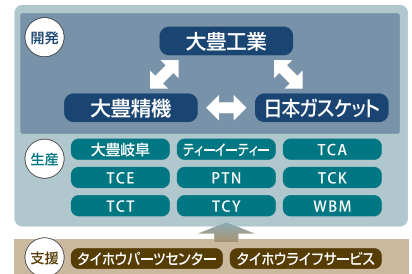 開発
大豊工業
大豊精機 日本ガスケット
生産
大豊岐阜 ティーイーティー TCA
TCE PTN TCK
TCT TCY WBM
支援
タイホウパーツセンター タイホウライフサービス